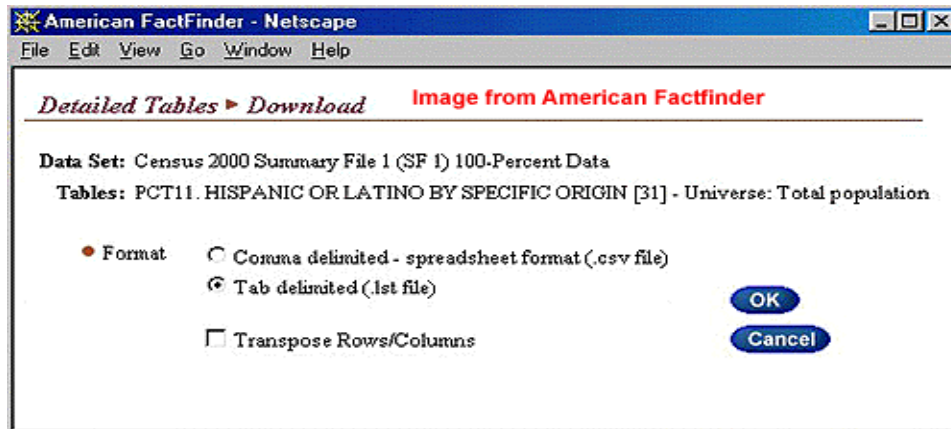 American FactFinder - Netscape
File Edit View Go Window Help
Detailed Tables ▸ Download
Image from American Factfinder
Data Set: Census 2000 Summary File 1 (SF 1) 100-Percent Data
Tables: PCT11. HISPANIC OR LATINO BY SPECIFIC ORIGIN [31] - Universe: Total population
Format
Comma delimited - spreadsheet format (.csv file)
Tab delimited (.lst file)
OK
Transpose Rows/Columns
Cancel